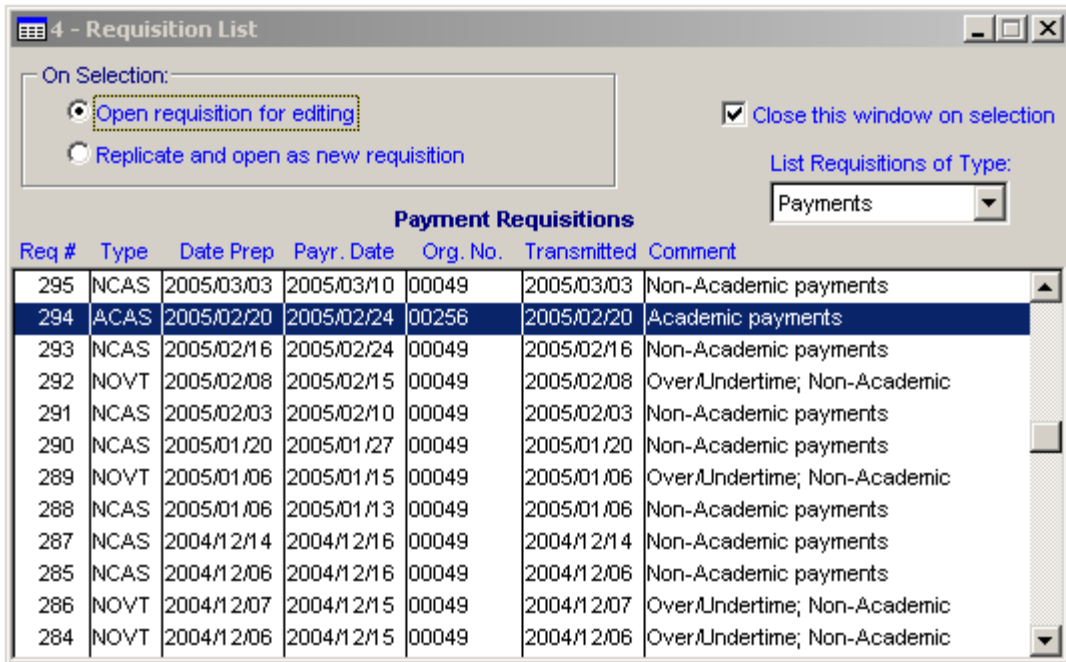 4 - Requisition List
On Selection:
Open requisition for editing
Replicate and open as new requisition
Close this window on selection
List Requisitions of Type:
Payments
Payment Requisitions
Req # Type Date Prep Payr. Date Org. No. Transmitted Comment
295 NCAS 2005/03/03 2005/03/10 00049 2005/03/03 Non-Academic payments
294 ACAS 2005/02/20 2005/02/24 00256 2005/02/20 Academic payments
293 NCAS 2005/02/16 2005/02/24 00049 2005/02/16 Non-Academic payments
292 NOVT 2005/02/08 2005/02/15 00049 2005/02/08 Over/Undertime; Non-Academic
291 NCAS 2005/02/03 2005/02/10 00049 2005/02/03 Non-Academic payments
290 NCAS 2005/01/20 2005/01/27 00049 2005/01/20 Non-Academic payments
289 NOVT 2005/01/06 2005/01/15 00049 2005/01/06 Over/Undertime; Non-Academic
288 NCAS 2005/01/06 2005/01/13 00049 2005/01/06 Non-Academic payments
287 NCAS 2004/12/14 2004/12/16 00049 2004/12/14 Non-Academic payments
285 NCAS 2004/12/06 2004/12/16 00049 2004/12/06 Non-Academic payments
286 NOVT 2004/12/07 2004/12/15 00049 2004/12/07 Over/Undertime; Non-Academic
284 NOVT 2004/12/06 2004/12/15 00049 2004/12/06 Over/Undertime; Non-Academic